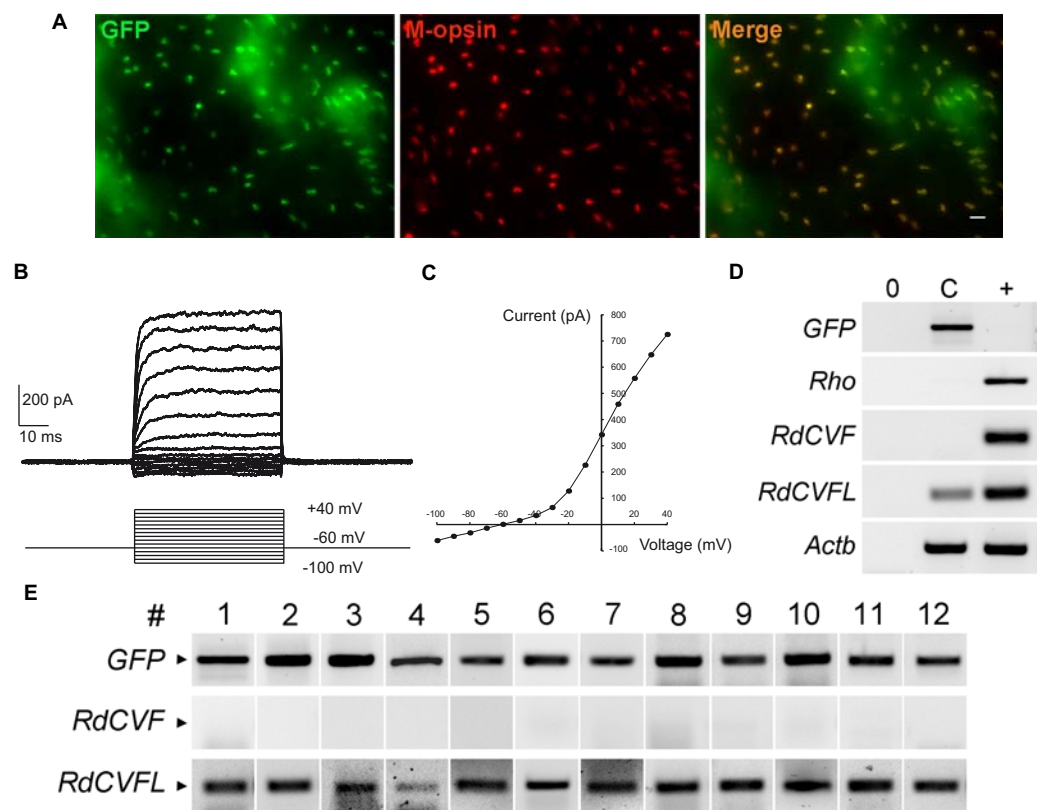 A
GFP
M-opsin
Merge
B
200 pA
10 ms
+40 mV
-60 mV
-100 mV
C
Current (pA)
800
700
600
500
400
300
200
100
-100
-100 -80 -60 -40 -20 20 40
Voltage (mV)
D
0 C +
GFP
Rho
RdCVF
RdCVFL
Actb
E
# 1 2 3 4 5 6 7 8 9 10 11 12
GFP
RdCVF
RdCVFL